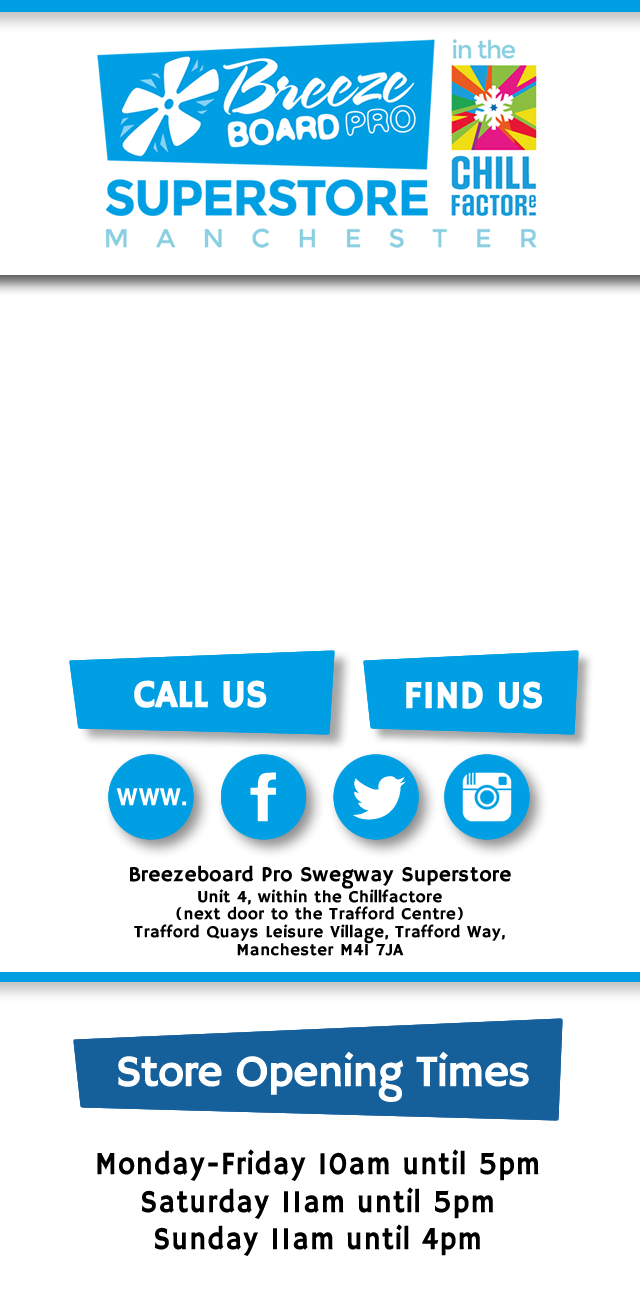 in the
Breeze
BOARD PRO
CHILL
FACTORe
SUPERSTORE
MANCHESTER
CALL US
FIND US
www.
Breezeboard Pro Swegway Superstore
Unit 4, within the Chillfactore
(next door to the Trafford Centre)
Trafford Quays Leisure Village, Trafford Way,
Manchester M41 7JA
Store Opening Times
Monday-Friday 10am until 5pm
Saturday 11am until 5pm
Sunday 11am until 4pm